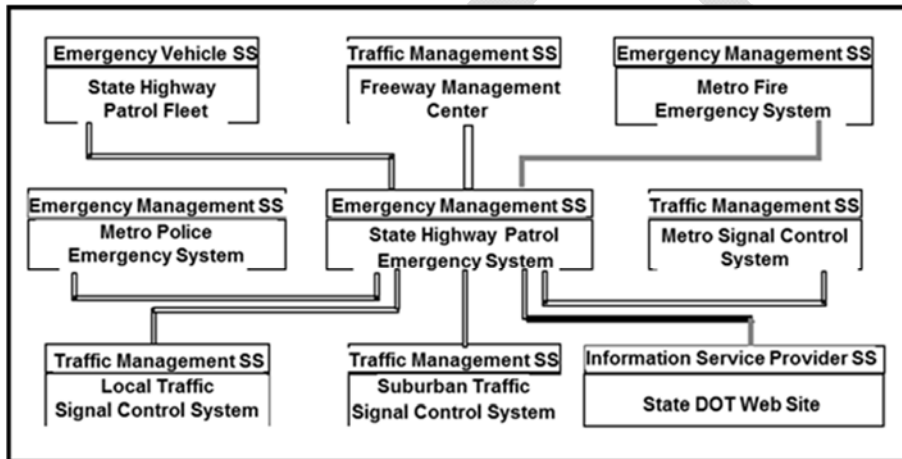 Emergency Vehicle SS
State Highway
Patrol Fleet
Traffic Management SS
Freeway Management
Center
Emergency Management SS
Metro Fire
Emergency System
Emergency Management SS
Metro Police
Emergency System
Emergency Management SS
State Highway Patrol
Emergency System
Traffic Management SS
Metro Signal Control
System
Traffic Management SS
Local Traffic
Signal Control System
Traffic Management SS
Suburban Traffic
Signal Control System
Information Service Provider SS
State DOT Web Site